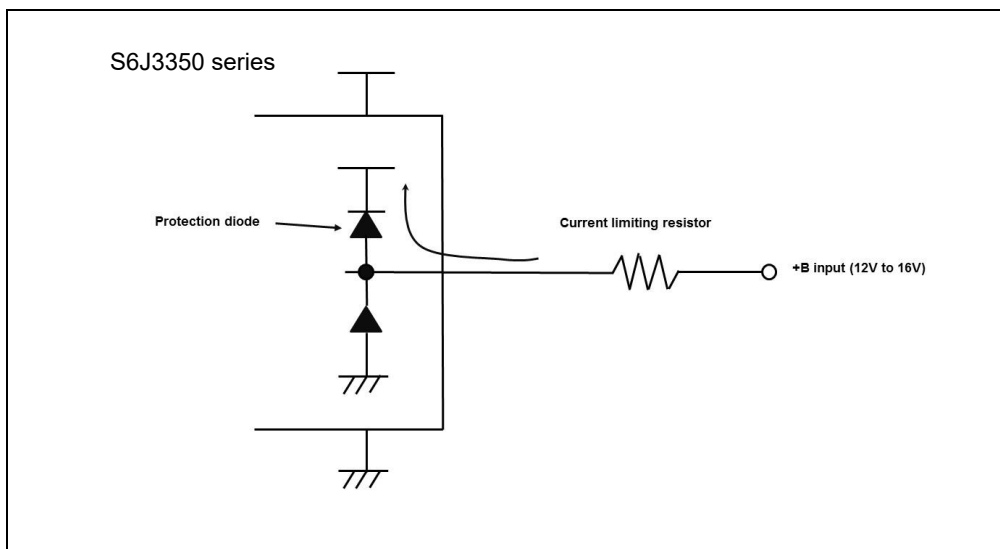 S6J3350 series
Protection diode
Current limiting resistor
+B input (12V to 16V)